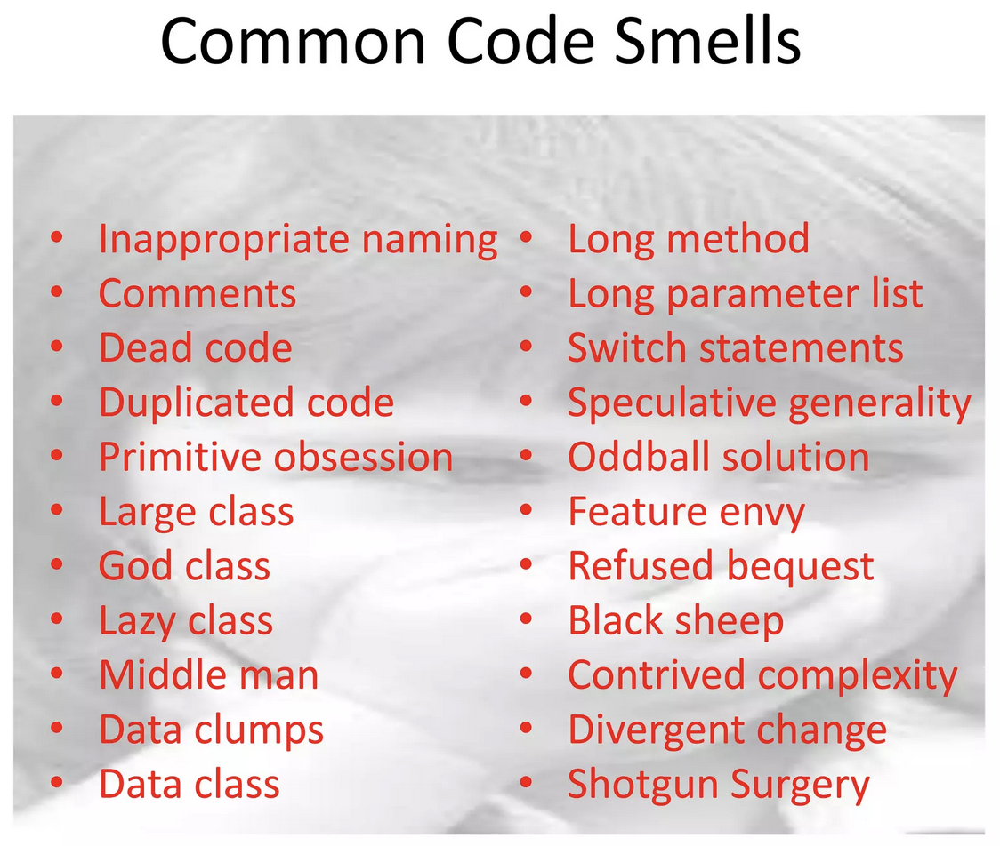 Common Code Smells
• Inappropriate naming
• Comments
• Dead code
• Duplicated code
• Primitive obsession
• Large class
• God class
• Lazy class
• Middle man
• Data clumps
• Data class
• Long method
• Long parameter list
• Switch statements
• Speculative generality
• Oddball solution
• Feature envy
• Refused bequest
• Black sheep
• Contrived complexity
• Divergent change
• Shotgun Surgery